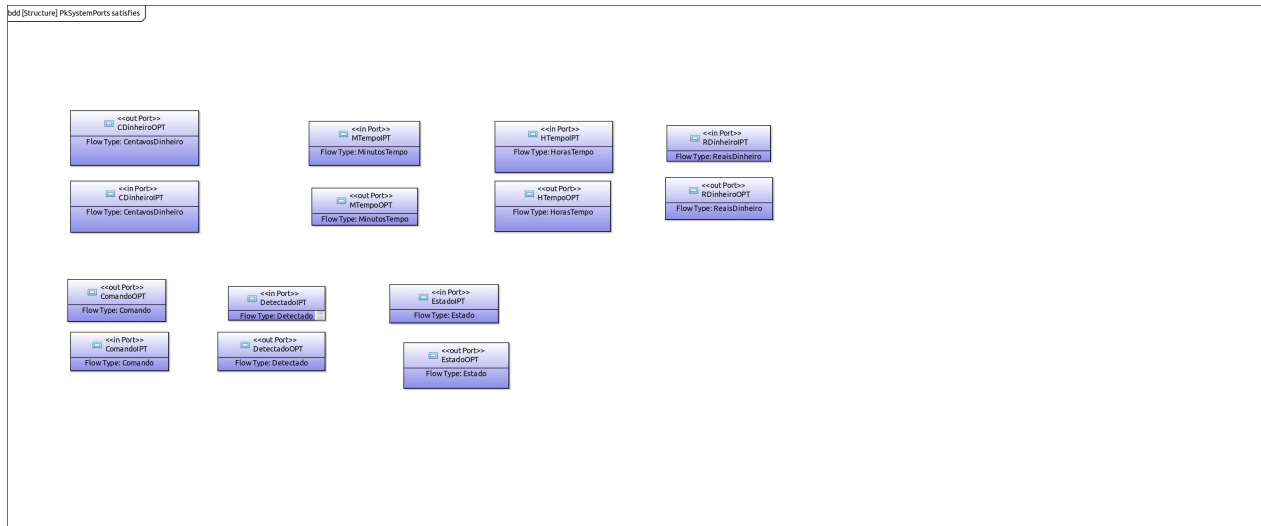 bdd [Structure] PkSystemPorts satisfies
<<out Port>>
CDinheiroOPT
Flow Type: CentavosDinheiro
<<in Port>>
MTempoIPT
Flow Type: MinutosTempo
<<in Port>>
HTempoIPT
Flow Type: HorasTempo
<<in Port>>
RDinheiroIPT
Flow Type: ReaisDinheiro
<<in Port>>
CDinheiroIPT
Flow Type: CentavosDinheiro
<<out Port>>
MTempoOPT
Flow Type: MinutosTempo
<<out Port>>
HTempoOPT
Flow Type: HorasTempo
<<out Port>>
RDinheiroOPT
Flow Type: ReaisDinheiro
<<out Port>>
ComandoOPT
Flow Type: Comando
<<in Port>>
DetectadoIPT
Flow Type: Detectado
<<in Port>>
EstadoIPT
Flow Type: Estado
<<in Port>>
ComandoIPT
Flow Type: Comando
<<out Port>>
DetectadoOPT
Flow Type: Detectado
<<out Port>>
EstadoOPT
Flow Type: Estado